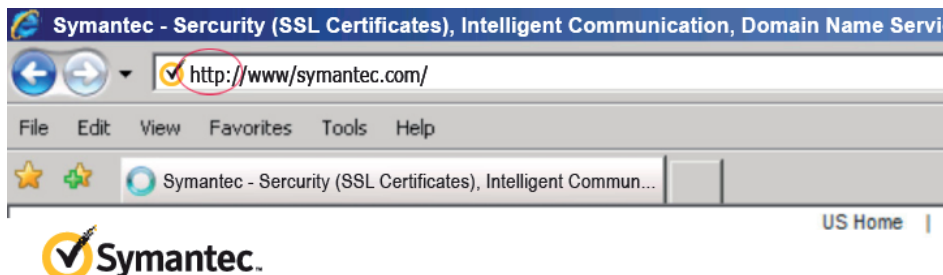 Symantec - Sercurity (SSL Certificates), Intelligent Communication, Domain Name Servi
http://www/symantec.com/
File Edit View Favorites Tools Help
Symantec - Sercurity (SSL Certificates), Intelligent Commun...
US Home |
Symantec.